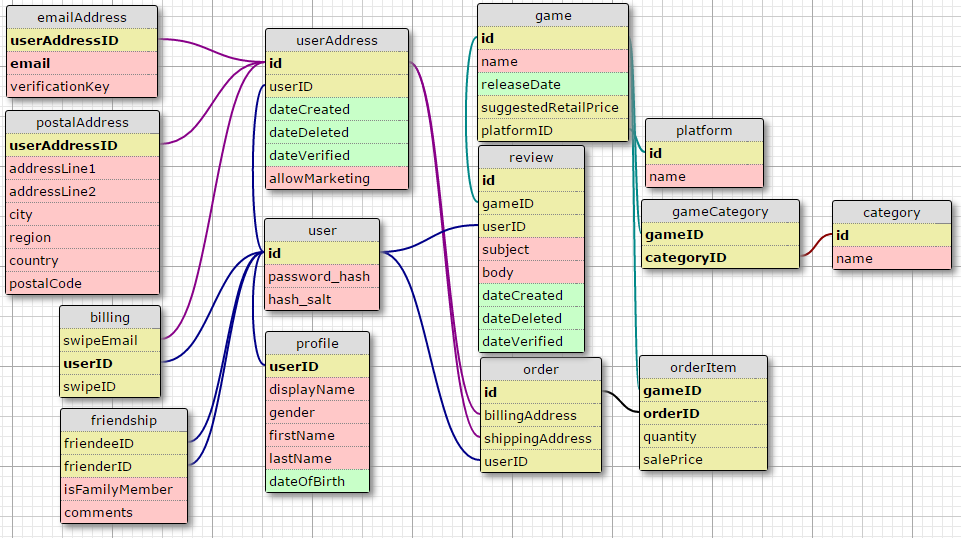 emailAddress
userAddressID
email
verificationKey
postalAddress
userAddressID
addressLine1
addressLine2
city
region
country
postalCode
billing
swipeEmail
userID
swipeID
friendship
friendeeID
frienderID
isFamilyMember
comments
userAddress
id
userID
dateCreated
dateDeleted
dateVerified
allowMarketing
user
id
password_hash
hash_salt
profile
userID
displayName
gender
firstName
lastName
dateOfBirth
game
id
name
releaseDate
suggestedRetailPrice
platformID
review
id
gameID
userID
subject
body
dateCreated
dateDeleted
dateVerified
order
id
billingAddress
shippingAddress
userID
platform
id
name
gameCategory
gameID
categoryID
orderItem
gameID
orderID
quantity
salePrice
category
id
name